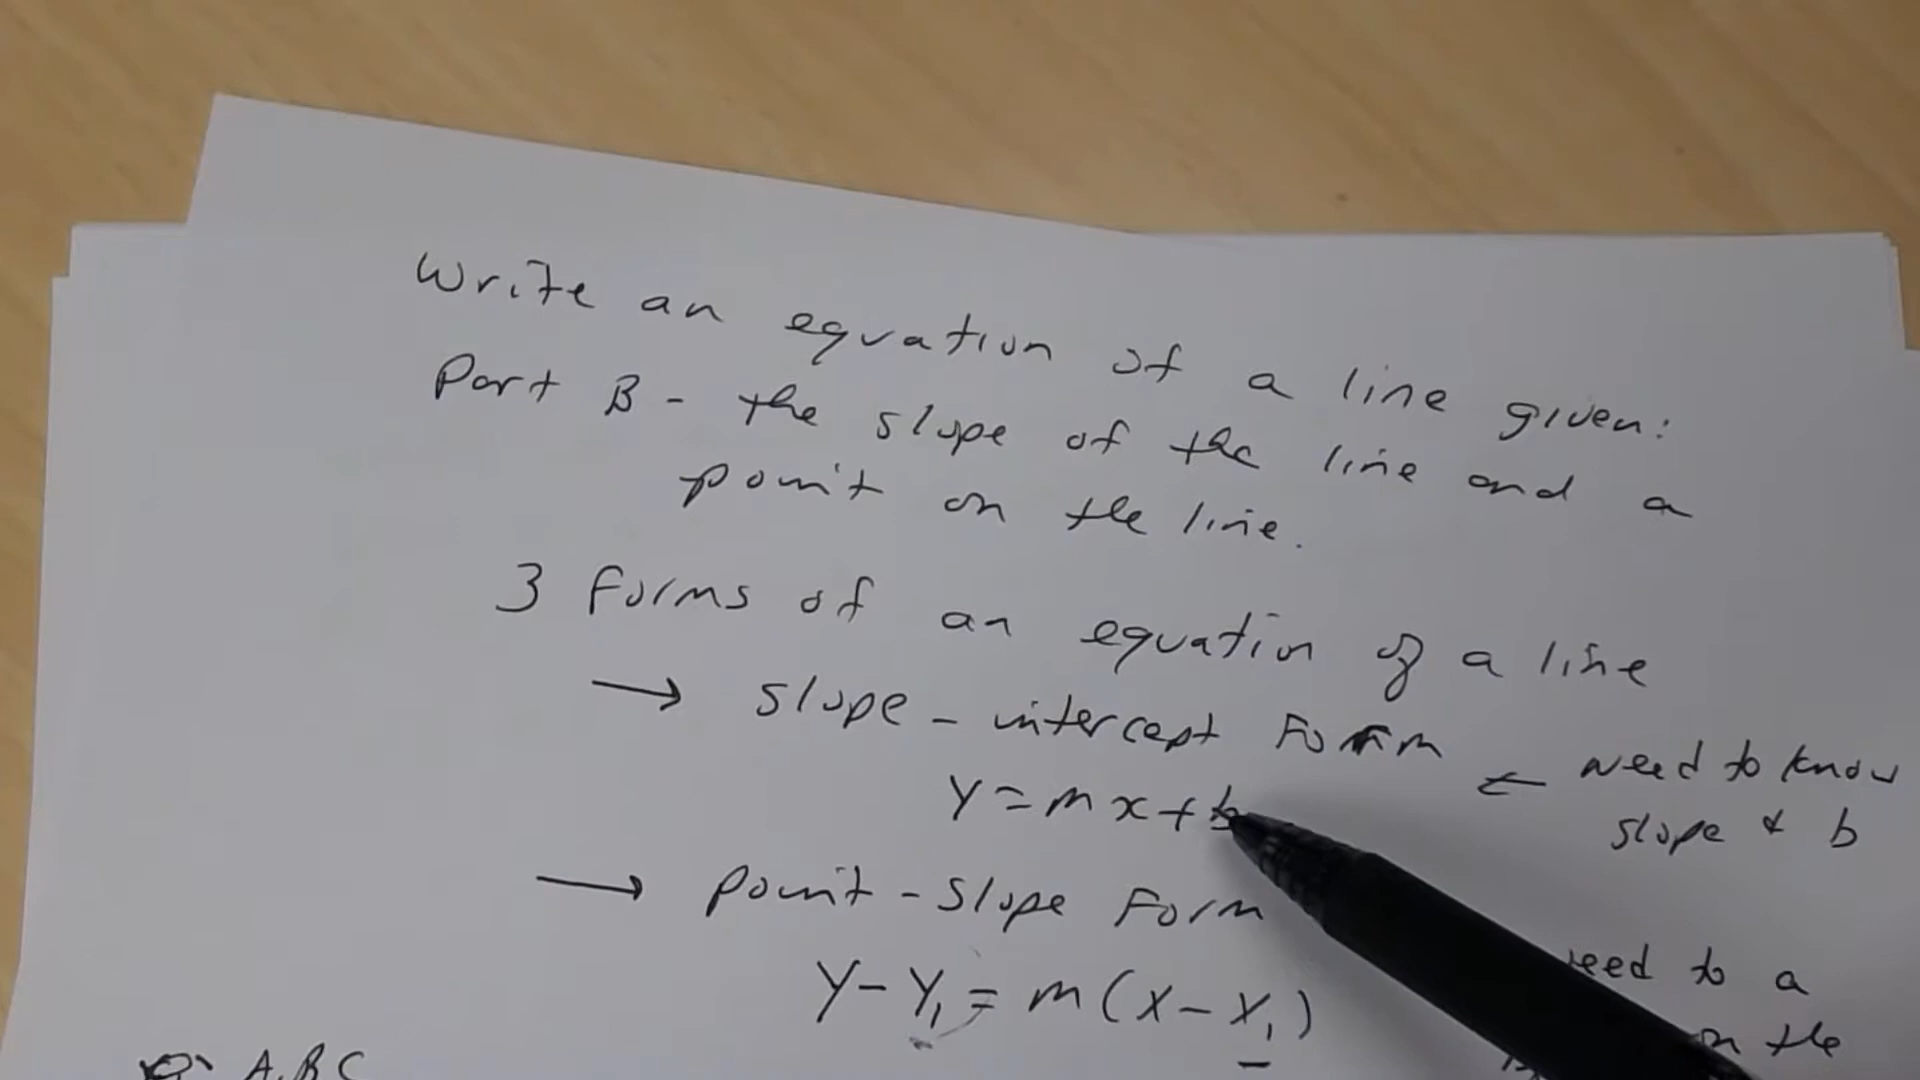 Write an equation of a line given:
Part B - the slope of the line and a
point on the line.
3 Forms of an equation of a line
→ slope - intercept Form ← need to know
y = mx + b slope & b
→ point - slope Form
y - y₁ = m(x - x₁) need to a
on the
A, B, C